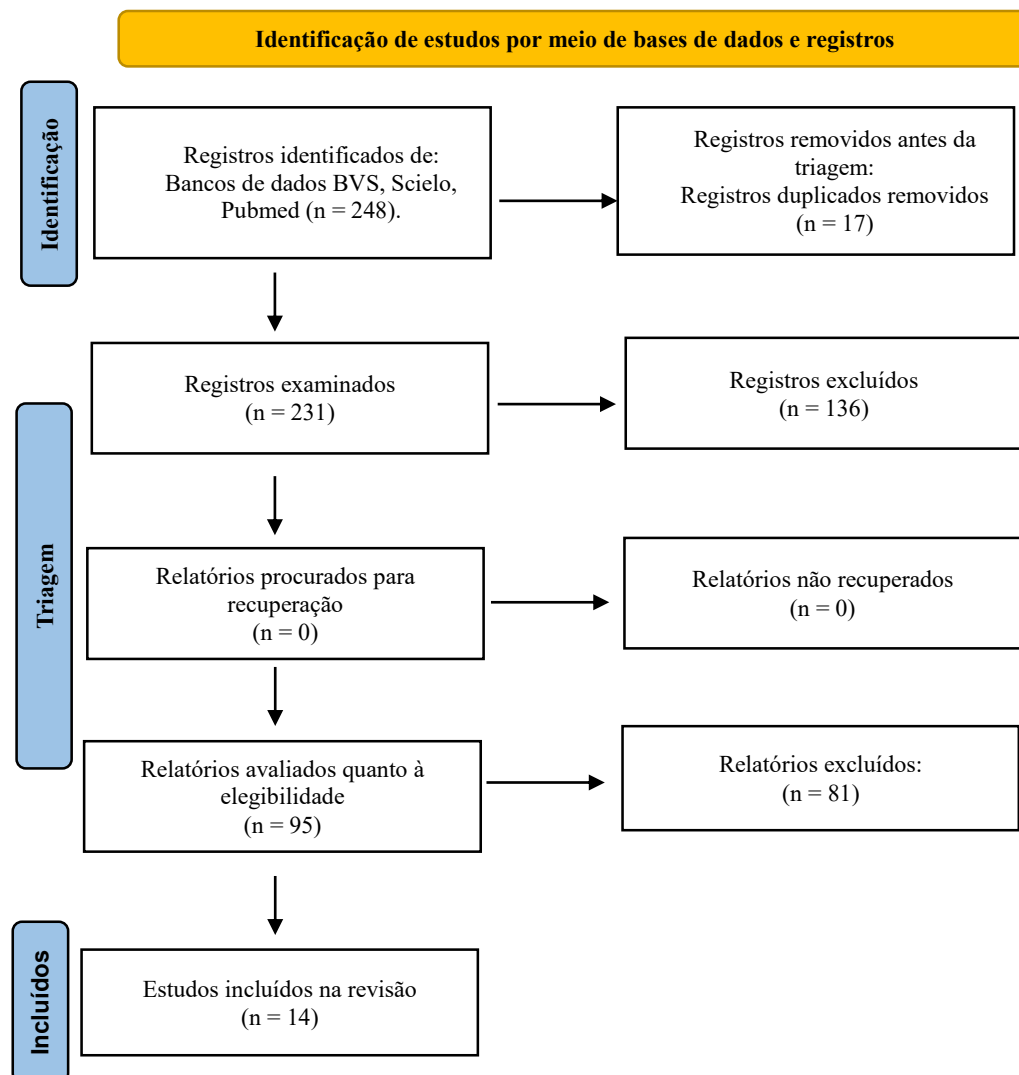 Identificação de estudos por meio de bases de dados e registros
Identificação
Registros identificados de:
Bancos de dados BVS, Scielo,
Pubmed (n = 248).
Registros removidos antes da
triagem:
Registros duplicados removidos
(n = 17)
Triagem
Registros examinados
(n = 231)
Registros excluídos
(n = 136)
Relatórios procurados para
recuperação
(n = 0)
Relatórios não recuperados
(n = 0)
Relatórios avaliados quanto à
elegibilidade
(n = 95)
Relatórios excluídos:
(n = 81)
Incluídos
Estudos incluídos na revisão
(n = 14)